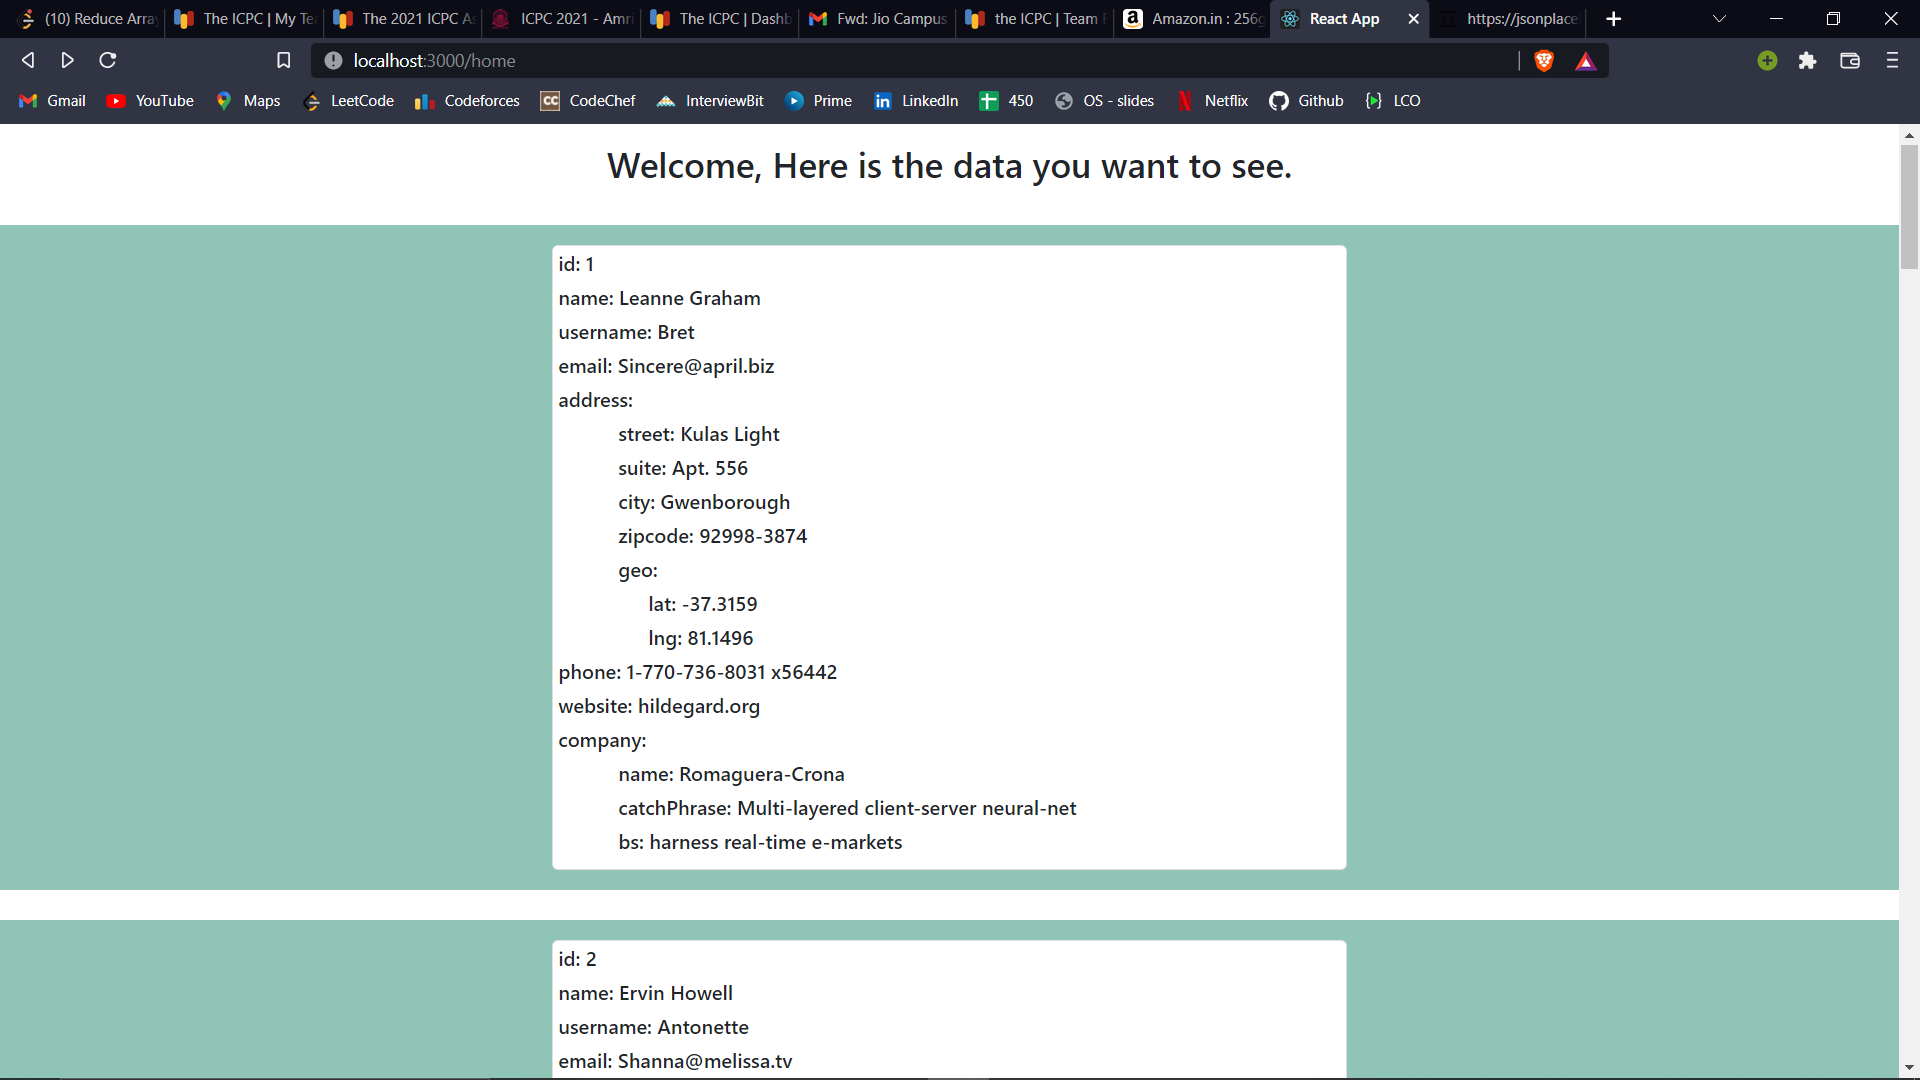 (10) Reduce Arra
The ICPC | My Te
The 2021 ICPC As
ICPC 2021 - Amri
The ICPC | Dashb
Fwd: Jio Campus
the ICPC | Team
Amazon.in : 256g
React App
https://jsonplace
localhost:3000/home
Gmail YouTube Maps LeetCode Codeforces CodeChef InterviewBit Prime LinkedIn 450 OS - slides Netflix Github LCO
Welcome, Here is the data you want to see.
id: 1
name: Leanne Graham
username: Bret
email: Sincere@april.biz
address:
street: Kulas Light
suite: Apt. 556
city: Gwenborough
zipcode: 92998-3874
geo:
lat: -37.3159
lng: 81.1496
phone: 1-770-736-8031 x56442
website: hildegard.org
company:
name: Romaguera-Crona
catchPhrase: Multi-layered client-server neural-net
bs: harness real-time e-markets
id: 2
name: Ervin Howell
username: Antonette
email: Shanna@melissa.tv